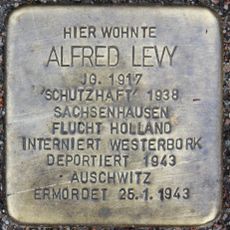 HIER WOHNTE
ALFRED LEVY
JG. 1917
'SCHUTZHAFT' 1938
SACHSENHAUSEN
FLUCHT HOLLAND
INTERNIERT WESTERBORK
DEPORTIERT 1943
AUSCHWITZ
ERMORDET 25.1.1943